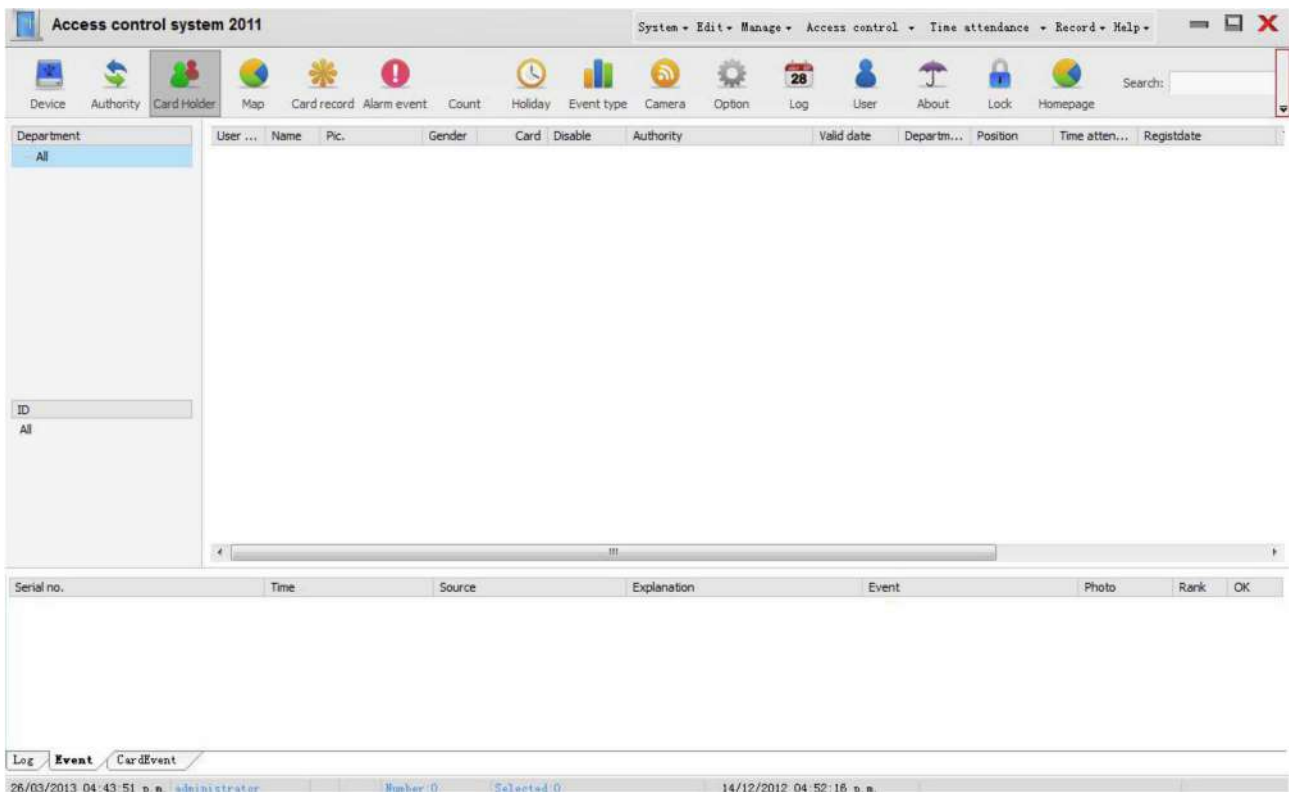 Access control system 2011
System Edit Manage Access control Time attendance Record Help
Device Authority Card Holder Map Card record Alarm event Count Holiday Event type Camera Option 28 Log User About Lock Homepage Search:
Department
All
User ... Name Pic. Gender Card Disable Authority Valid date Departm... Position Time atten... Registdate
ID
All
Serial no. Time Source Explanation Event Photo Rank OK
Log Event CardEvent
26/03/2013 04:43:51 p.m. administrator Number:0 Selected:0 14/12/2012 04:52:16 p.m.